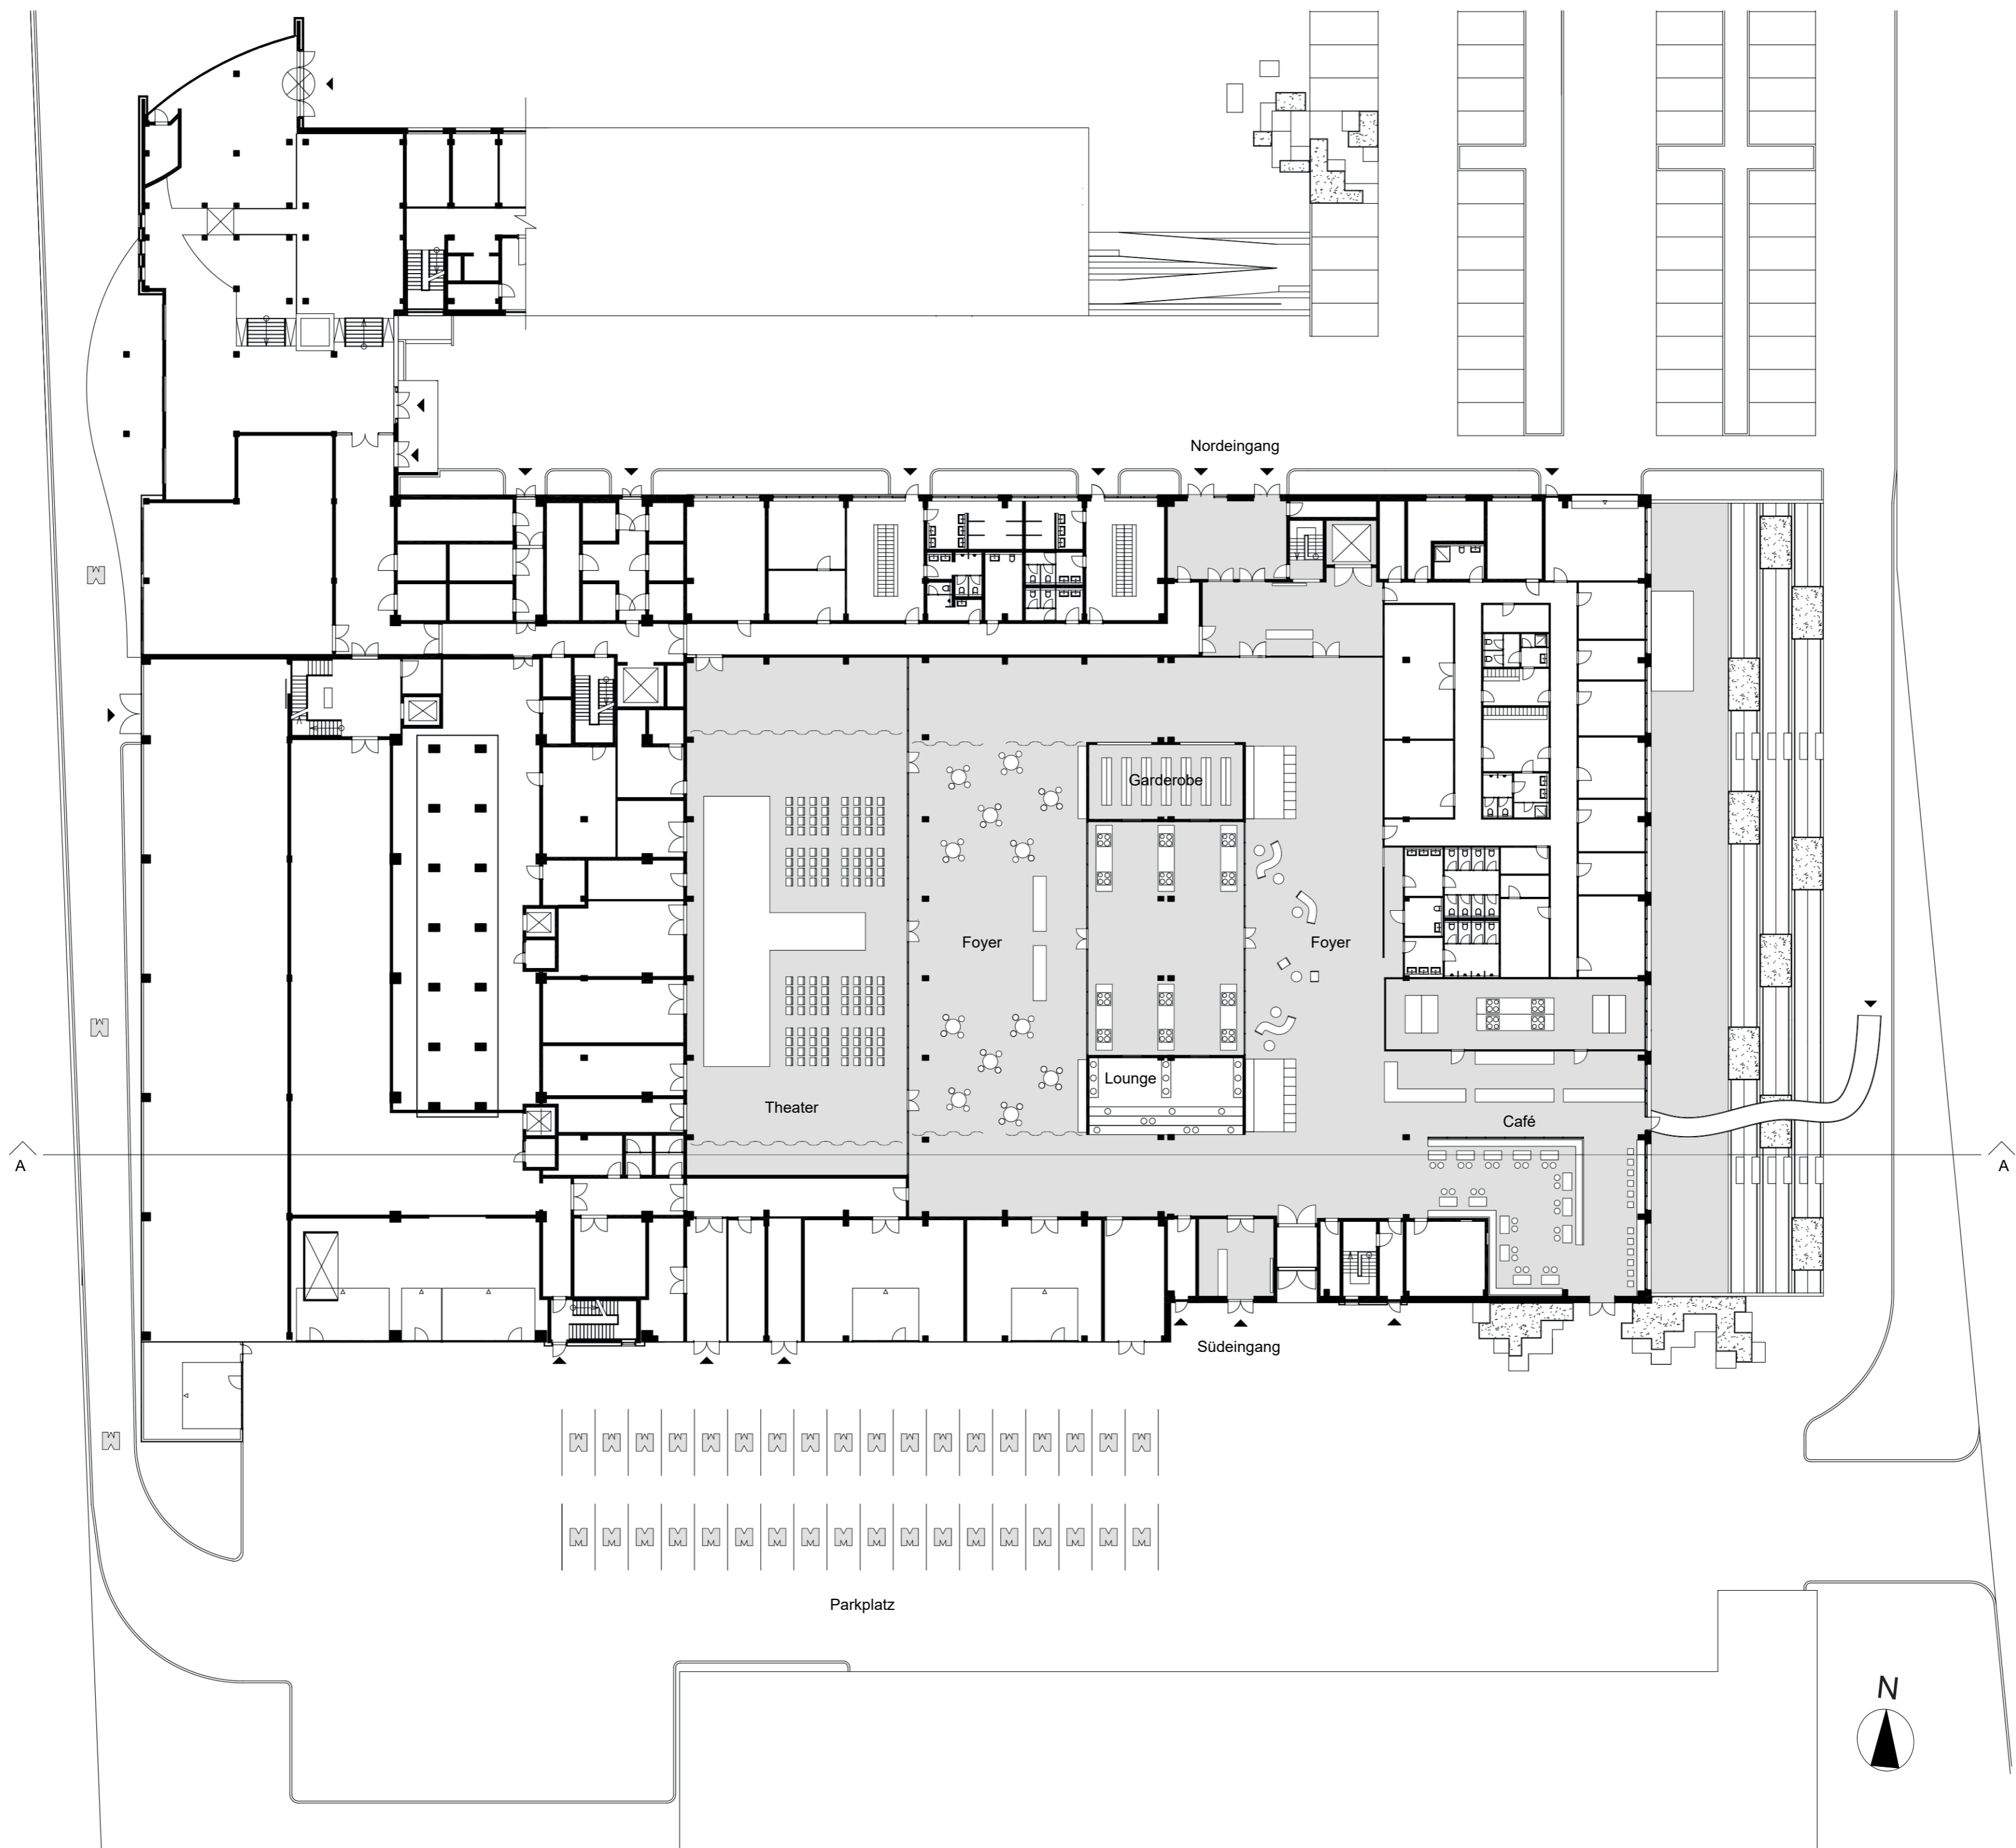 Nordeingang
Garderobe
Foyer
Foyer
Lounge
Theater
Café
A
A
Südeingang
Parkplatz
N